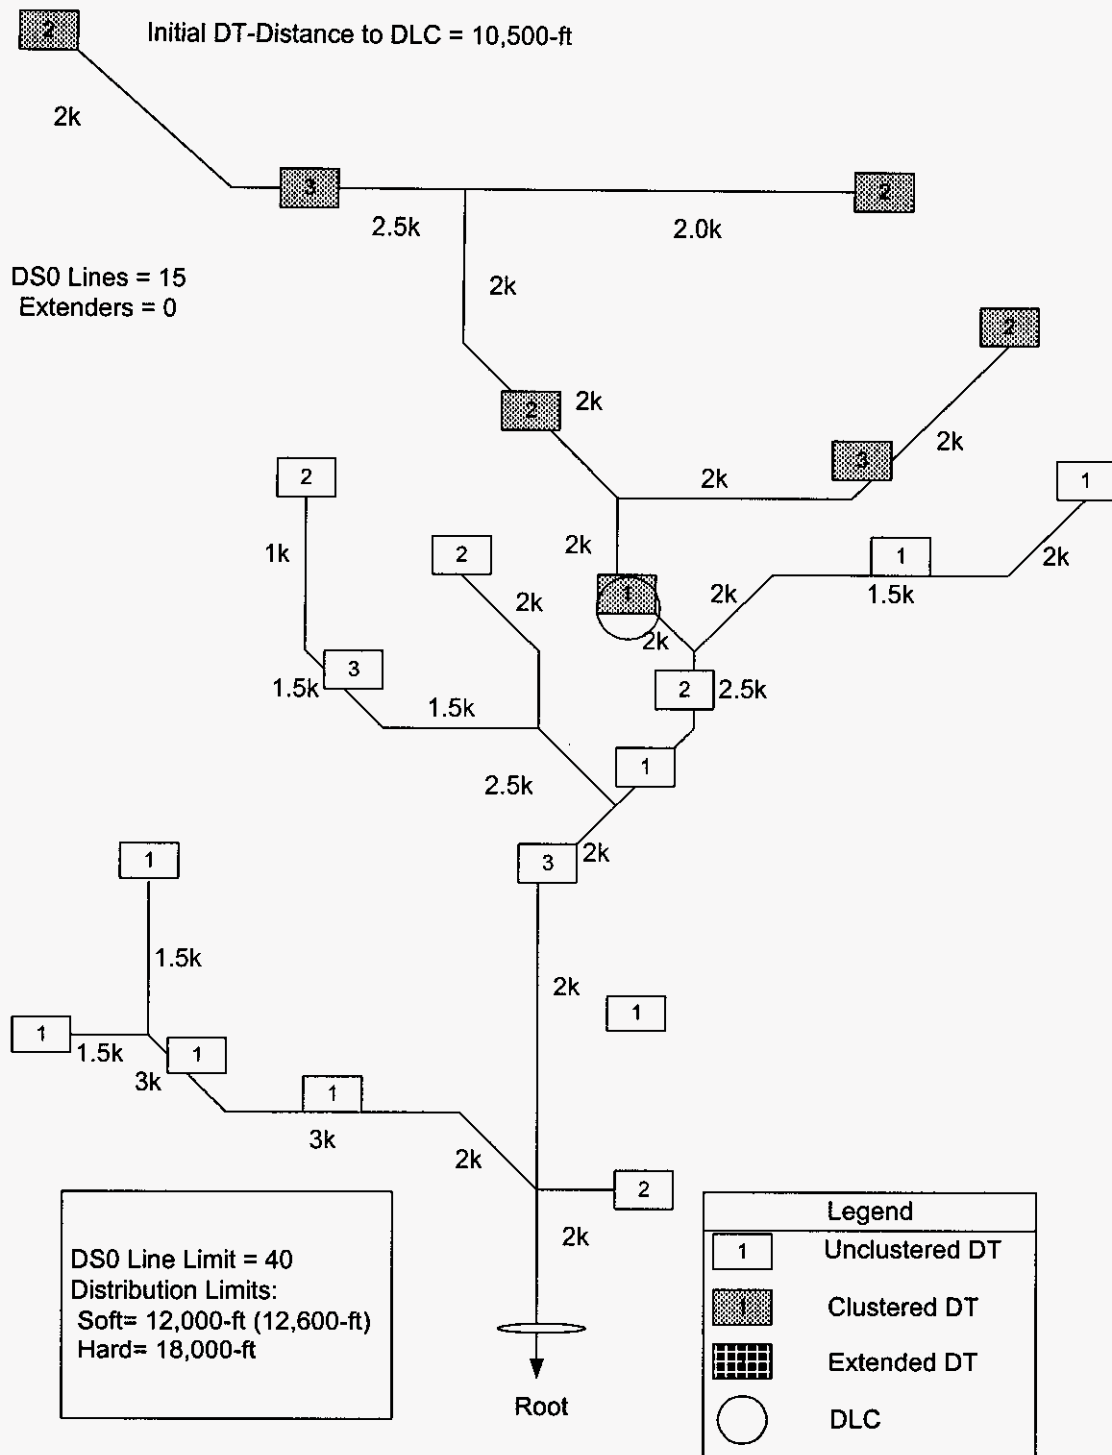 2
Initial DT-Distance to DLC = 10,500-ft
2k
3
2
2.5k
2.0k
DS0 Lines = 15
Extenders = 0
2k
2
2
2k
3
2k
2
2k
1
1k
2
2k
1
2k
2k
1.5k
1
2k
2k
3
1.5k
1.5k
2
2.5k
1
2.5k
3
2k
1
1.5k
2k
1
1
1.5k
1
3k
1
3k
2k
2
2k
DS0 Line Limit = 40
Distribution Limits:
Soft= 12,000-ft (12,600-ft)
Hard= 18,000-ft
Root
Legend
1
Unclustered DT
1
Clustered DT
Extended DT
DLC